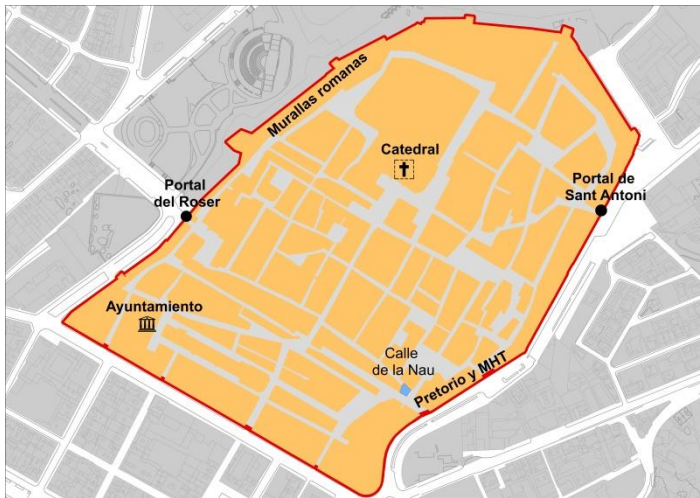 Murallas romanas
Catedral
Portal
del Roser
Portal de
Sant Antoni
Ayuntamiento
Calle
de la Nau
Pretorio y MHT